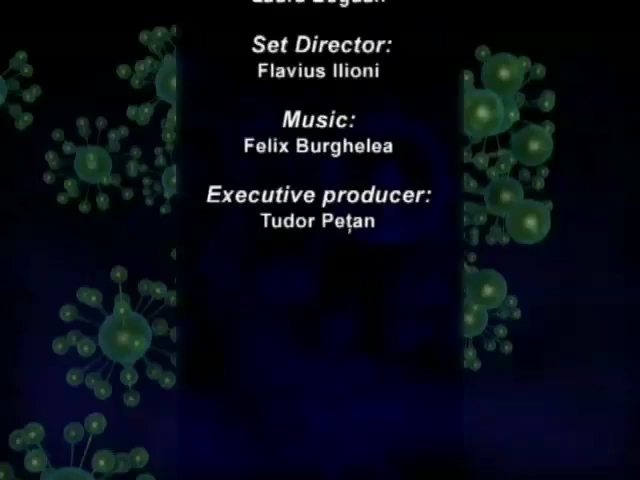 Set Director:
Flavius Ilioni
Music:
Felix Burghelea
Executive producer:
Tudor Pețan